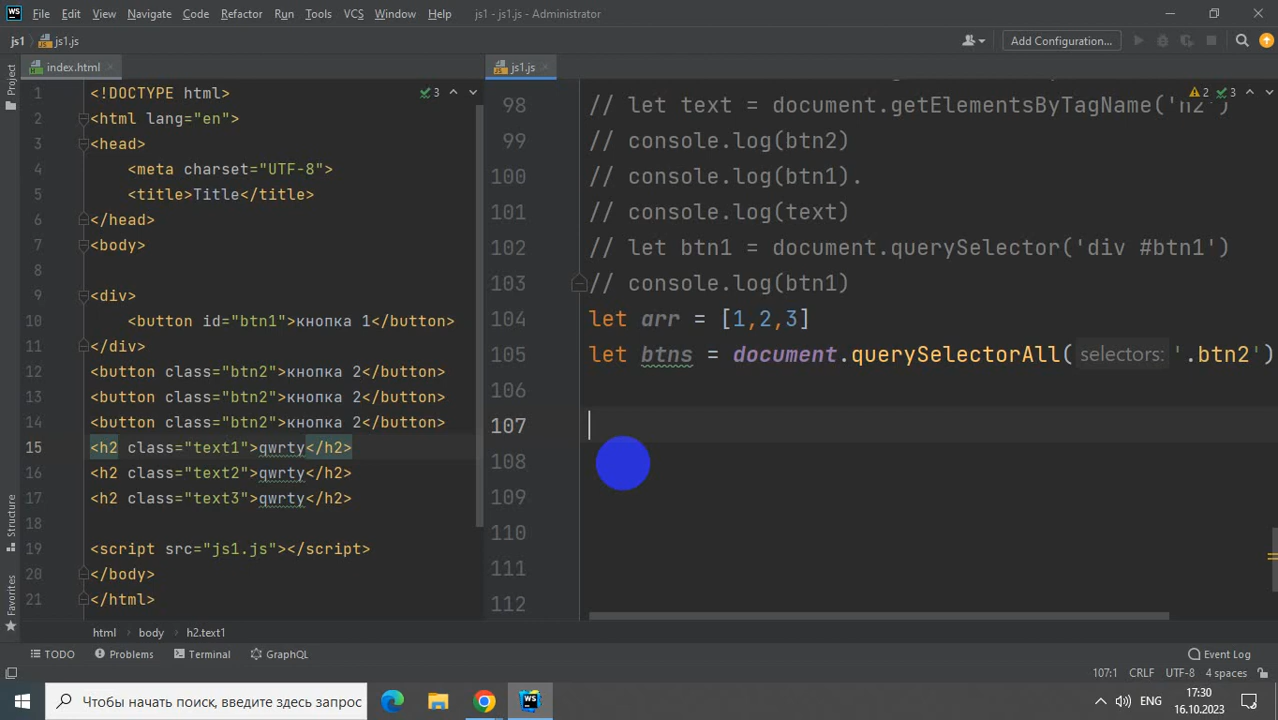 WS File Edit View Navigate Code Refactor Run Tools VCS Window Help js1 - js1.js - Administrator
js1 js1.js Add Configuration...
Project
index.html
js1.js
1 <!DOCTYPE html>
2 <html lang="en">
3 <head>
4 <meta charset="UTF-8">
5 <title>Title</title>
6 </head>
7 <body>
8
9 <div>
10 <button id="btn1">кнопка 1</button>
11 </div>
12 <button class="btn2">кнопка 2</button>
13 <button class="btn2">кнопка 2</button>
14 <button class="btn2">кнопка 2</button>
15 <h2 class="text1">qwrty</h2>
16 <h2 class="text2">qwrty</h2>
17 <h2 class="text3">qwrty</h2>
18
19 <script src="js1.js"></script>
20 </body>
21 </html>
3
2 3
98 // let text = document.getElementsByTagName('h2')
99 // console.log(btn2)
100 // console.log(btn1).
101 // console.log(text)
102 // let btn1 = document.querySelector('div #btn1')
103 // console.log(btn1)
104 let arr = [1,2,3]
105 let btns = document.querySelectorAll( selectors: '.btn2')
106
107
108
109
110
111
112
Structure
Favorites
html body h2.text1
TODO Problems Terminal GraphQL Event Log
107:1 CRLF UTF-8 4 spaces
Чтобы начать поиск, введите здесь запрос
WS
ENG
17:30
16.10.2023